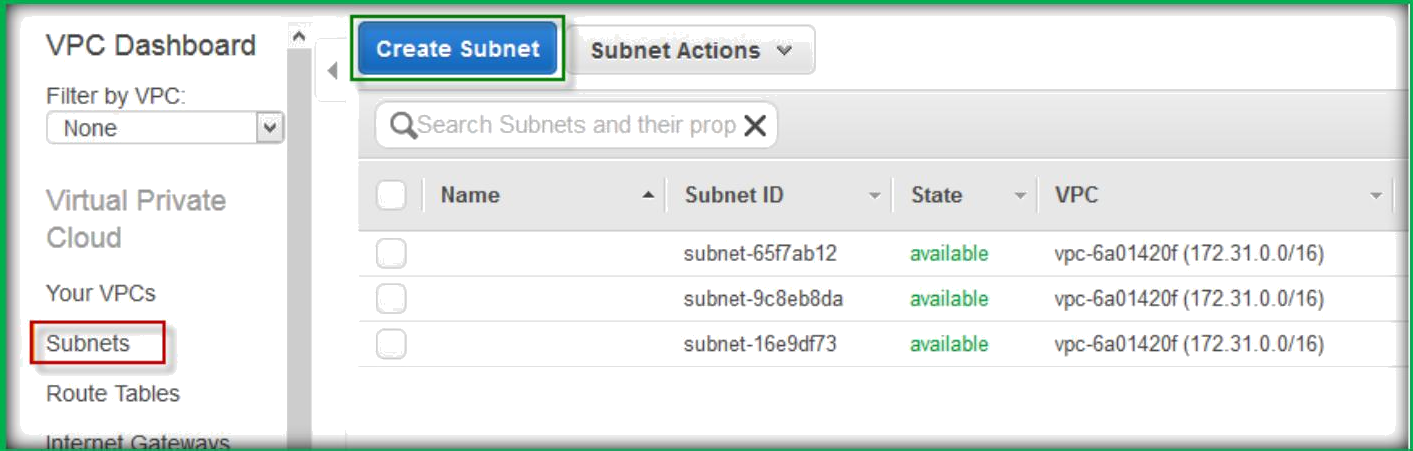 VPC Dashboard
Filter by VPC:
None
Virtual Private
Cloud
Your VPCs
Subnets
Route Tables
Internet Gateways
Create Subnet Subnet Actions
Search Subnets and their prop
Name Subnet ID State VPC
subnet-65f7ab12 available vpc-6a01420f (172.31.0.0/16)
subnet-9c8eb8da available vpc-6a01420f (172.31.0.0/16)
subnet-16e9df73 available vpc-6a01420f (172.31.0.0/16)